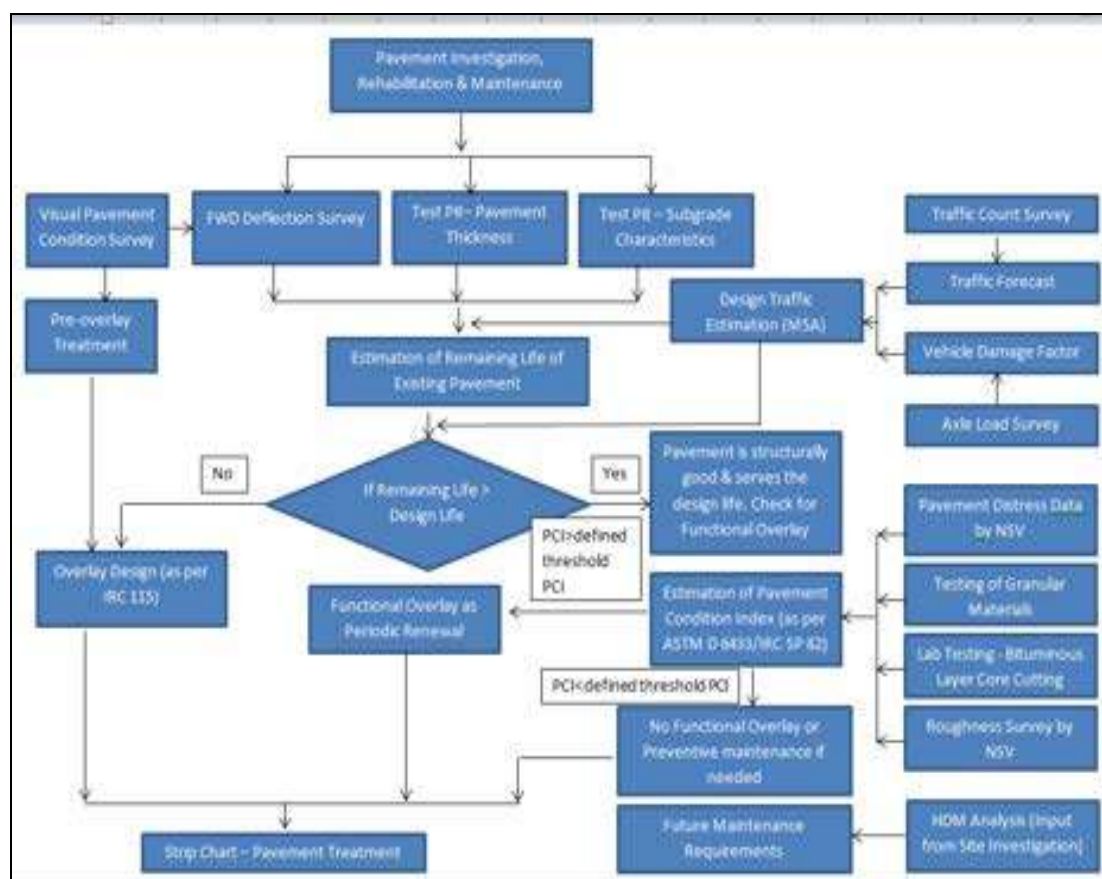 Pavement Investigation,
Rehabilitation & Maintenance
Visual Pavement
Condition Survey
FWD Deflection Survey
Test Pit – Pavement
Thickness
Test Pit – Subgrade
Characteristics
Traffic Count Survey
Traffic Forecast
Design Traffic
Estimation (MSA)
Vehicle Damage Factor
Axle Load Survey
Pre-overlay
Treatment
Estimation of Remaining Life of
Existing Pavement
No
If Remaining Life >
Design Life
Yes
Pavement is structurally
good & serves the
design life. Check for
Functional Overlay
PCI>defined
threshold
PCI
Overlay Design (as per
IRC 115)
Functional Overlay as
Periodic Renewal
Estimation of Pavement
Condition Index (as per
ASTM D 6433/IRC SP 82)
Pavement Distress Data
by NSV
Testing of Granular
Materials
Lab Testing - Bituminous
Layer Core Cutting
Roughness Survey by
NSV
PCI<defined threshold PCI
No Functional Overlay or
Preventive maintenance if
needed
Strip Chart – Pavement Treatment
Future Maintenance
Requirements
HDM Analysis (Input
from Site Investigation)